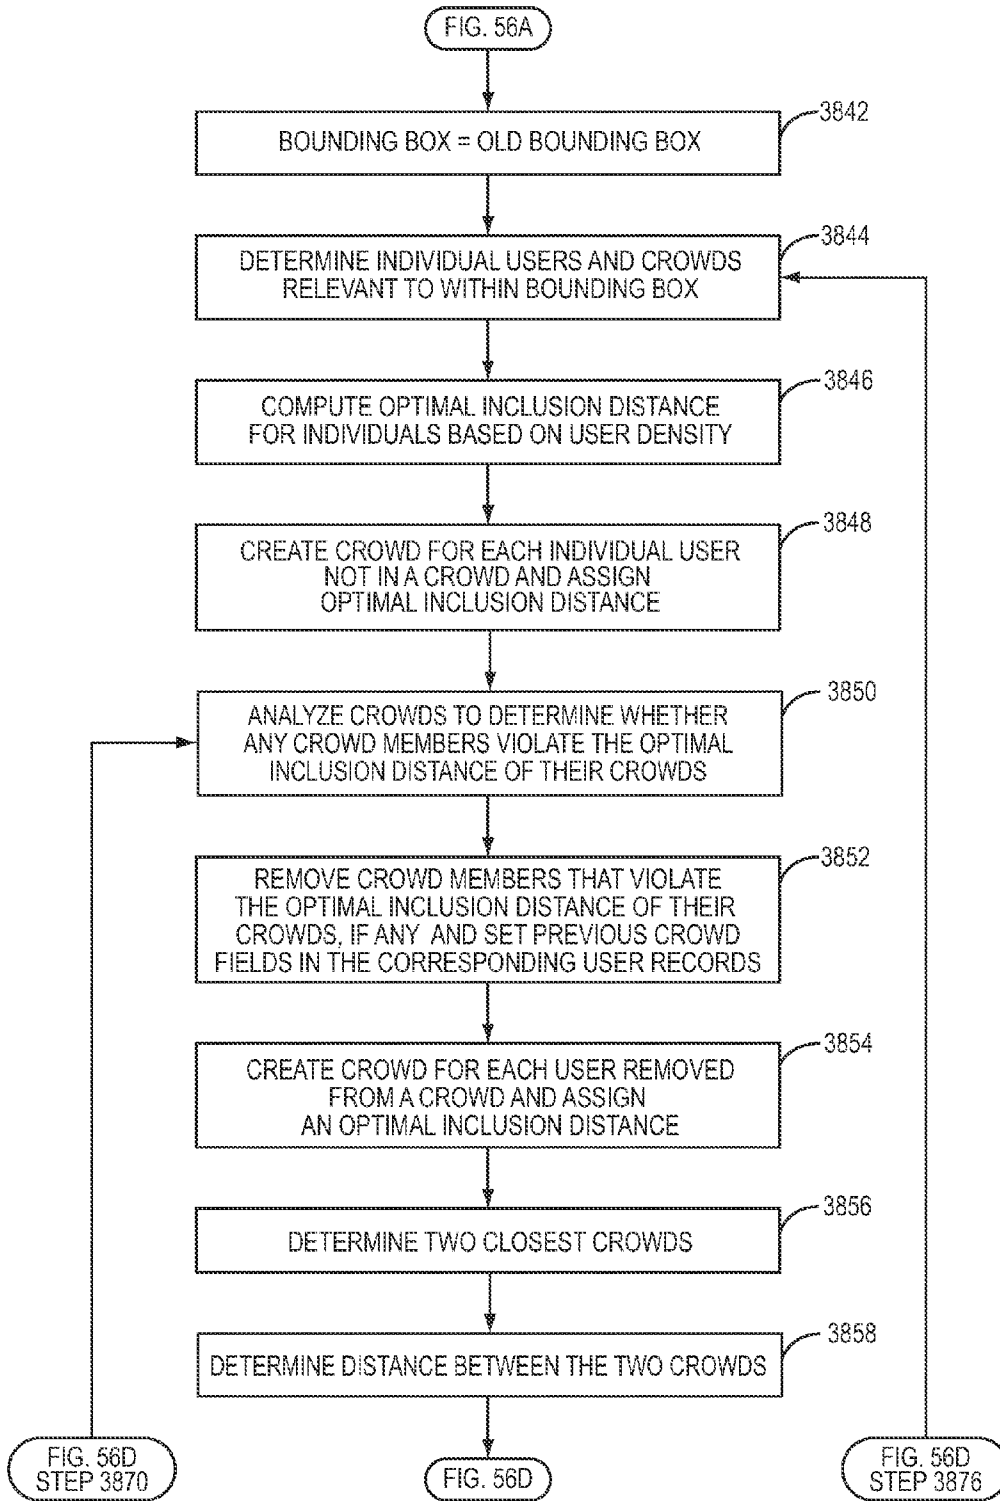 FIG. 56A
3842
BOUNDING BOX = OLD BOUNDING BOX
3844
DETERMINE INDIVIDUAL USERS AND CROWDS
RELEVANT TO WITHIN BOUNDING BOX
3846
COMPUTE OPTIMAL INCLUSION DISTANCE
FOR INDIVIDUALS BASED ON USER DENSITY
3848
CREATE CROWD FOR EACH INDIVIDUAL USER
NOT IN A CROWD AND ASSIGN
OPTIMAL INCLUSION DISTANCE
3850
ANALYZE CROWDS TO DETERMINE WHETHER
ANY CROWD MEMBERS VIOLATE THE OPTIMAL
INCLUSION DISTANCE OF THEIR CROWDS
3852
REMOVE CROWD MEMBERS THAT VIOLATE
THE OPTIMAL INCLUSION DISTANCE OF THEIR
CROWDS, IF ANY AND SET PREVIOUS CROWD
FIELDS IN THE CORRESPONDING USER RECORDS
3854
CREATE CROWD FOR EACH USER REMOVED
FROM A CROWD AND ASSIGN
AN OPTIMAL INCLUSION DISTANCE
3856
DETERMINE TWO CLOSEST CROWDS
3858
DETERMINE DISTANCE BETWEEN THE TWO CROWDS
FIG. 56D
STEP 3870
FIG. 56D
FIG. 56D
STEP 3876